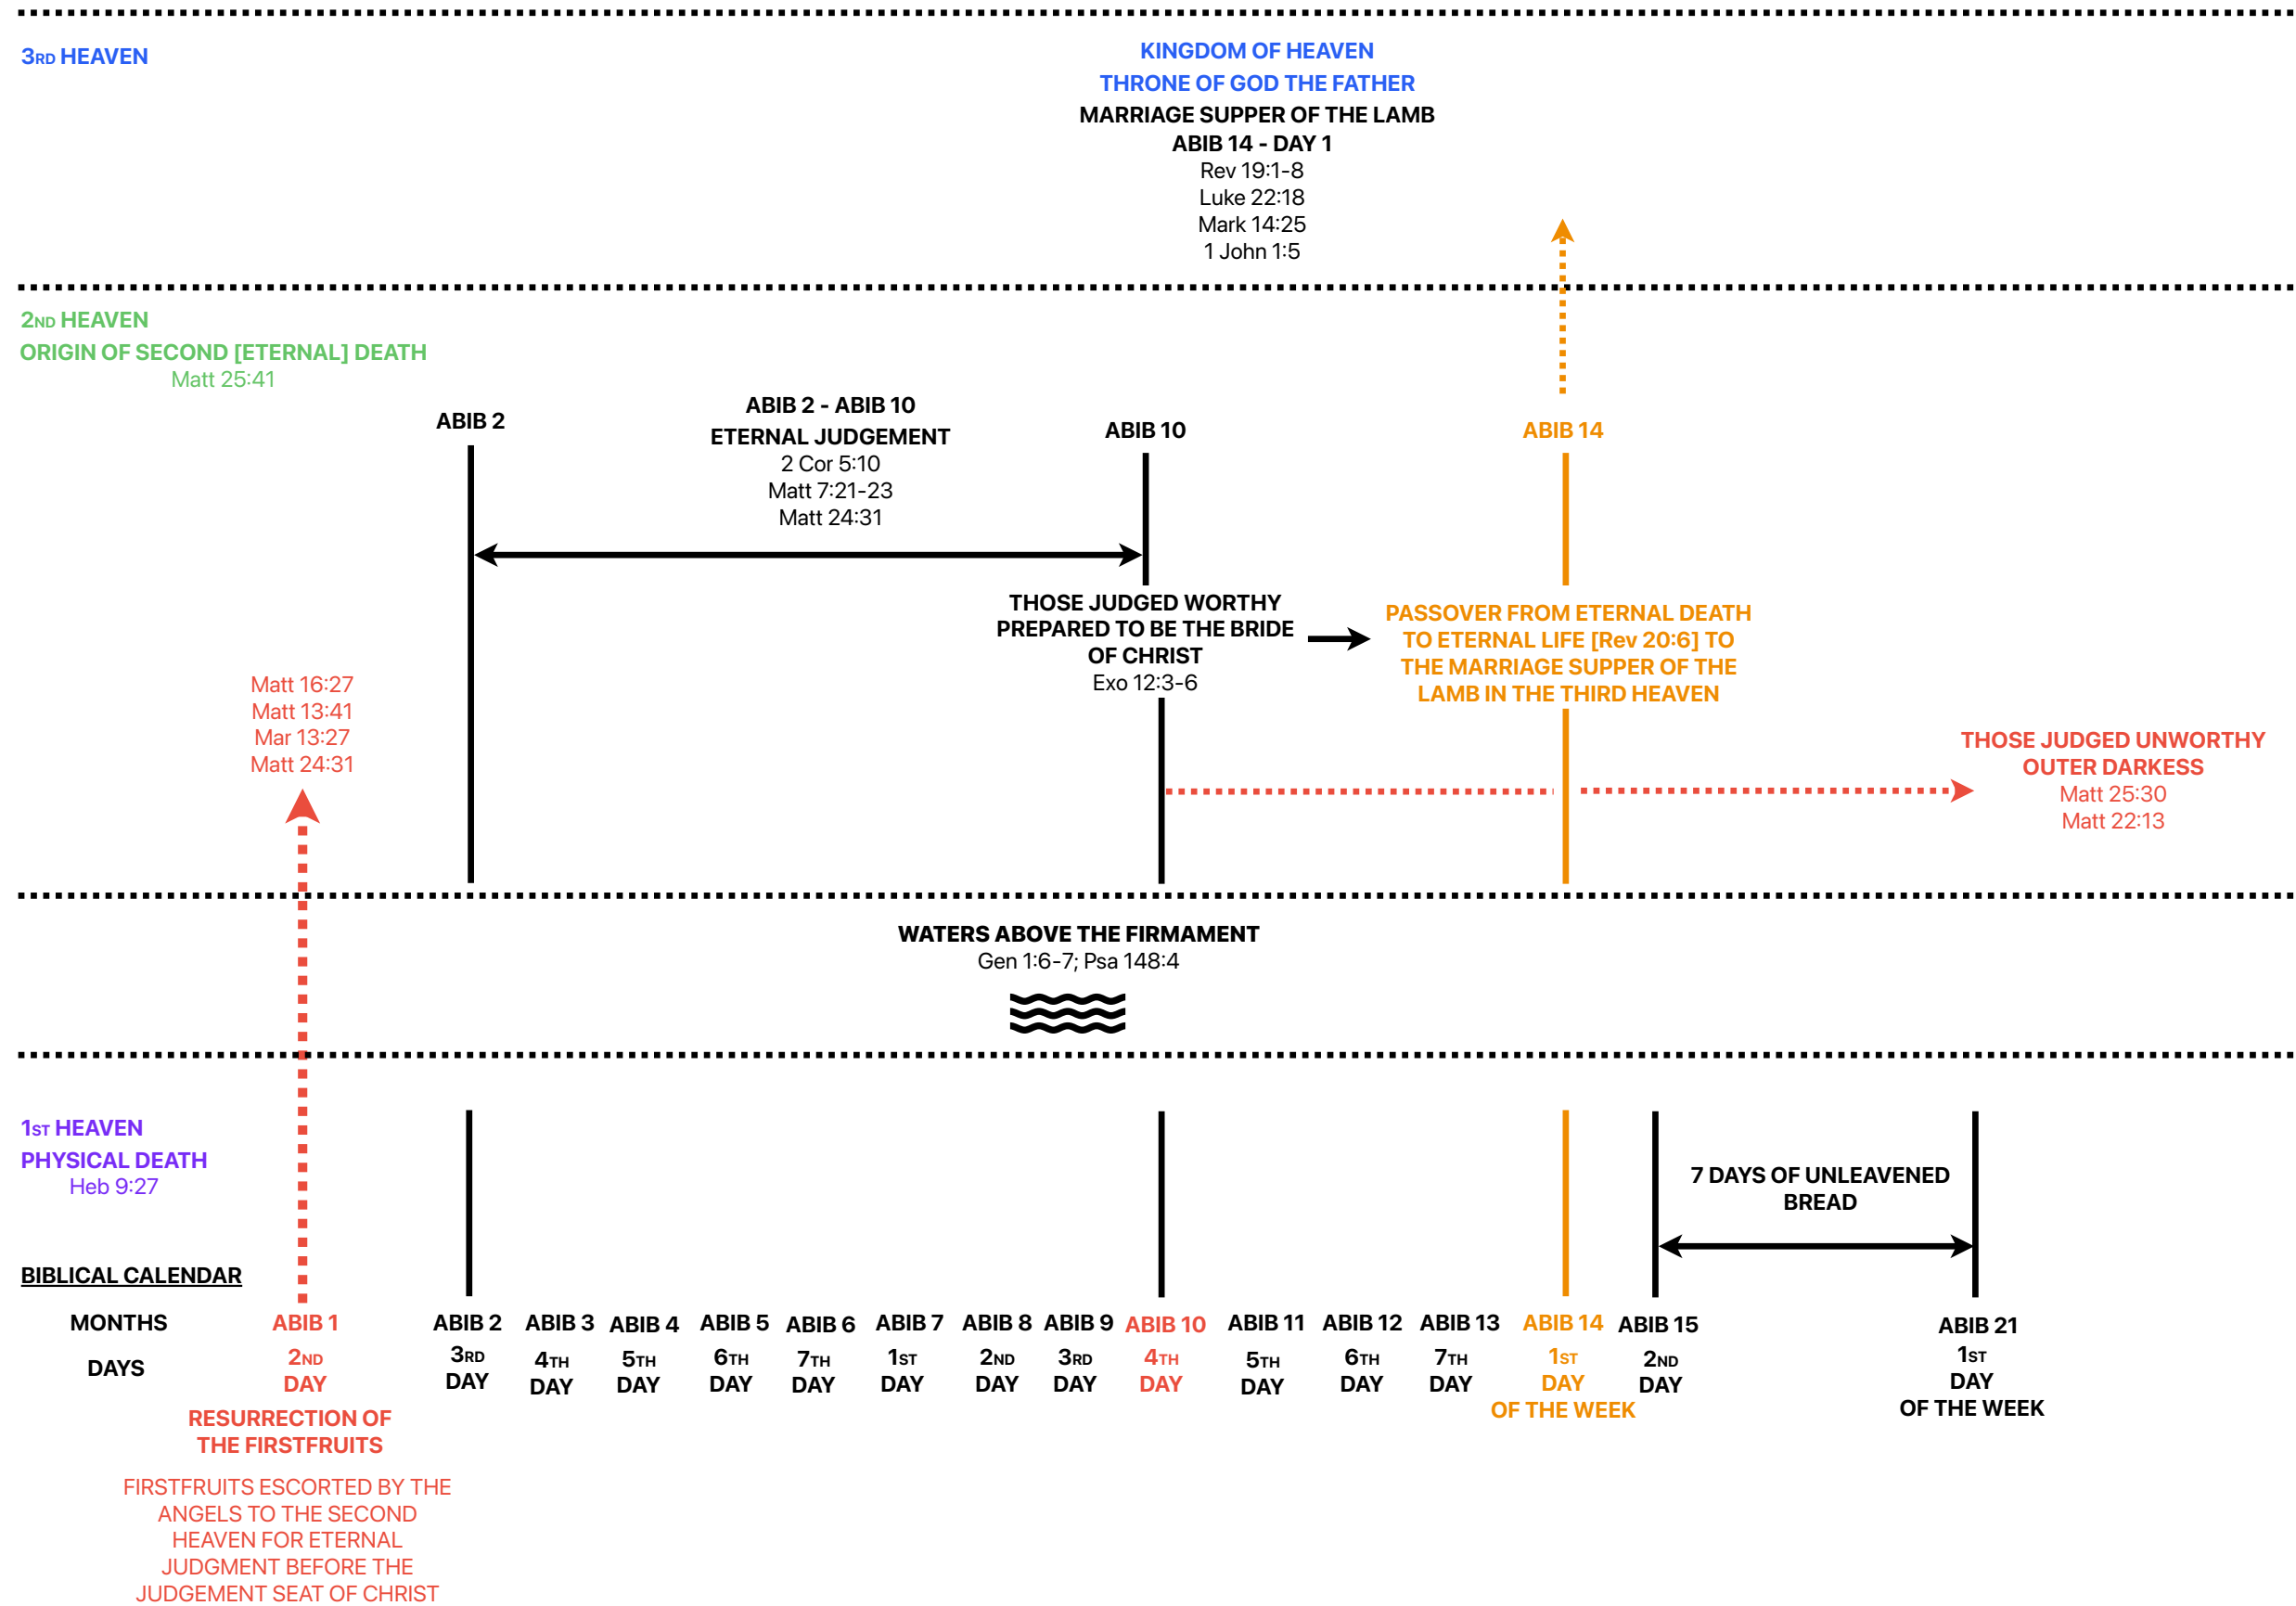 3RD HEAVEN
KINGDOM OF HEAVEN
THRONE OF GOD THE FATHER
MARRIAGE SUPPER OF THE LAMB
ABIB 14 - DAY 1
Rev 19:1-8
Luke 22:18
Mark 14:25
1 John 1:5
2ND HEAVEN
ORIGIN OF SECOND [ETERNAL] DEATH
Matt 25:41
ABIB 2
ABIB 2 - ABIB 10
ETERNAL JUDGEMENT
2 Cor 5:10
Matt 7:21-23
Matt 24:31
ABIB 10
ABIB 14
THOSE JUDGED WORTHY
PREPARED TO BE THE BRIDE
OF CHRIST
Exo 12:3-6
PASSOVER FROM ETERNAL DEATH
TO ETERNAL LIFE [Rev 20:6] TO
THE MARRIAGE SUPPER OF THE
LAMB IN THE THIRD HEAVEN
Matt 16:27
Matt 13:41
Mar 13:27
Matt 24:31
THOSE JUDGED UNWORTHY
OUTER DARKESS
Matt 25:30
Matt 22:13
WATERS ABOVE THE FIRMAMENT
Gen 1:6-7; Psa 148:4
1ST HEAVEN
PHYSICAL DEATH
Heb 9:27
7 DAYS OF UNLEAVENED
BREAD
BIBLICAL CALENDAR
MONTHS
ABIB 1
ABIB 2
ABIB 3
ABIB 4
ABIB 5
ABIB 6
ABIB 7
ABIB 8
ABIB 9
ABIB 10
ABIB 11
ABIB 12
ABIB 13
ABIB 14
ABIB 15
ABIB 21
DAYS
2ND
DAY
3RD
DAY
4TH
DAY
5TH
DAY
6TH
DAY
7TH
DAY
1ST
DAY
2ND
DAY
3RD
DAY
4TH
DAY
5TH
DAY
6TH
DAY
7TH
DAY
1ST
DAY
OF THE WEEK
2ND
DAY
1ST
DAY
OF THE WEEK
RESURRECTION OF
THE FIRSTFRUITS
FIRSTFRUITS ESCORTED BY THE
ANGELS TO THE SECOND
HEAVEN FOR ETERNAL
JUDGMENT BEFORE THE
JUDGEMENT SEAT OF CHRIST